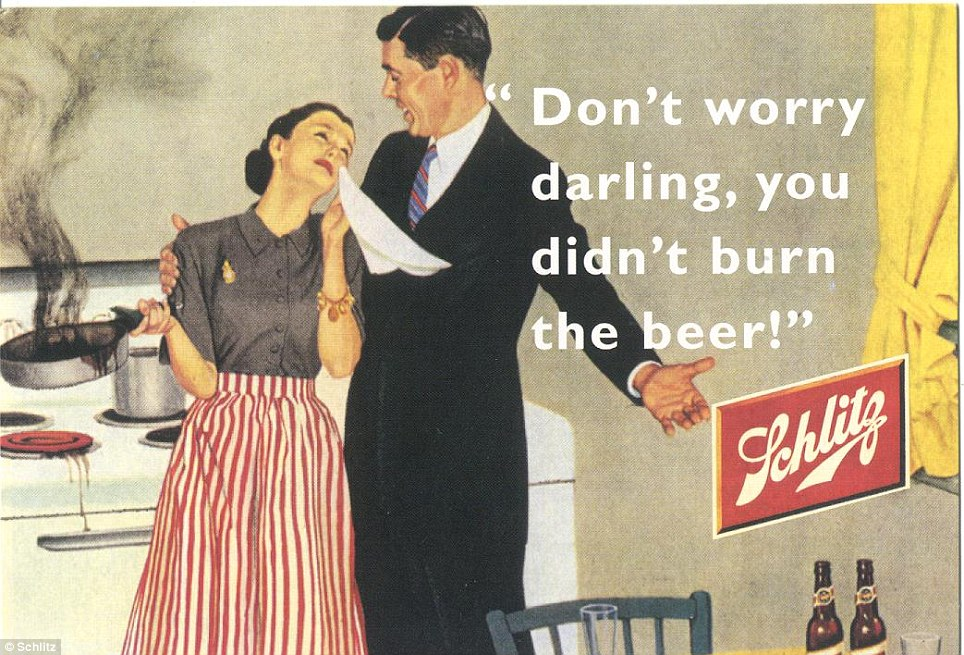 “ Don’t worry
darling, you
didn’t burn
the beer!”
Schlitz
© Schlitz